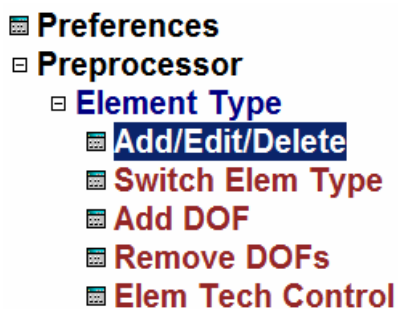 Preferences
Preprocessor
Element Type
Add/Edit/Delete
Switch Elem Type
Add DOF
Remove DOFs
Elem Tech Control